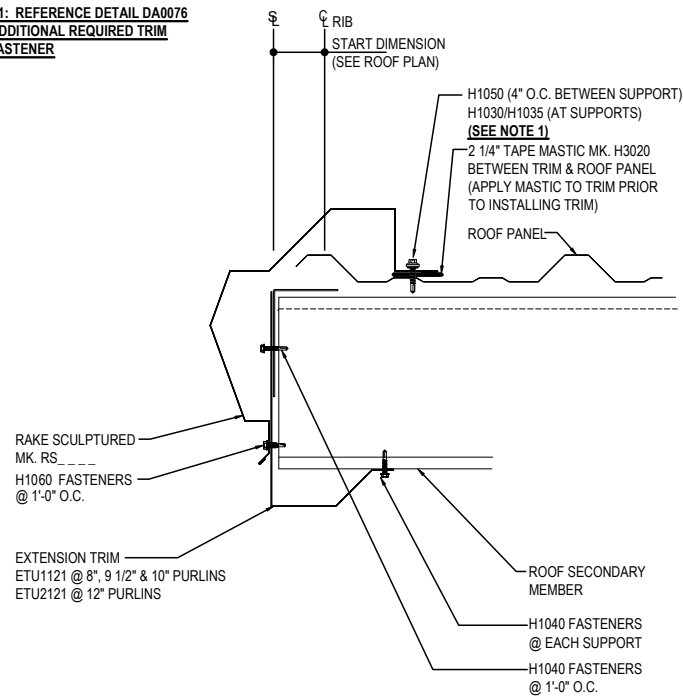 1: REFERENCE DETAIL DA0076
DDITIONAL REQUIRED TRIM
ASTENER
RIB
START DIMENSION
(SEE ROOF PLAN)
H1050 (4" O.C. BETWEEN SUPPORT)
H1030/H1035 (AT SUPPORTS)
(SEE NOTE 1)
2 1/4" TAPE MASTIC MK. H3020
BETWEEN TRIM & ROOF PANEL
(APPLY MASTIC TO TRIM PRIOR
TO INSTALLING TRIM)
ROOF PANEL
RAKE SCULPTURED
MK. RS_ _ _ _
H1060 FASTENERS
@ 1'-0" O.C.
EXTENSION TRIM
ETU1121 @ 8", 9 1/2" & 10" PURLINS
ETU2121 @ 12" PURLINS
ROOF SECONDARY
MEMBER
H1040 FASTENERS
@ EACH SUPPORT
H1040 FASTENERS
@ 1'-0" O.C.